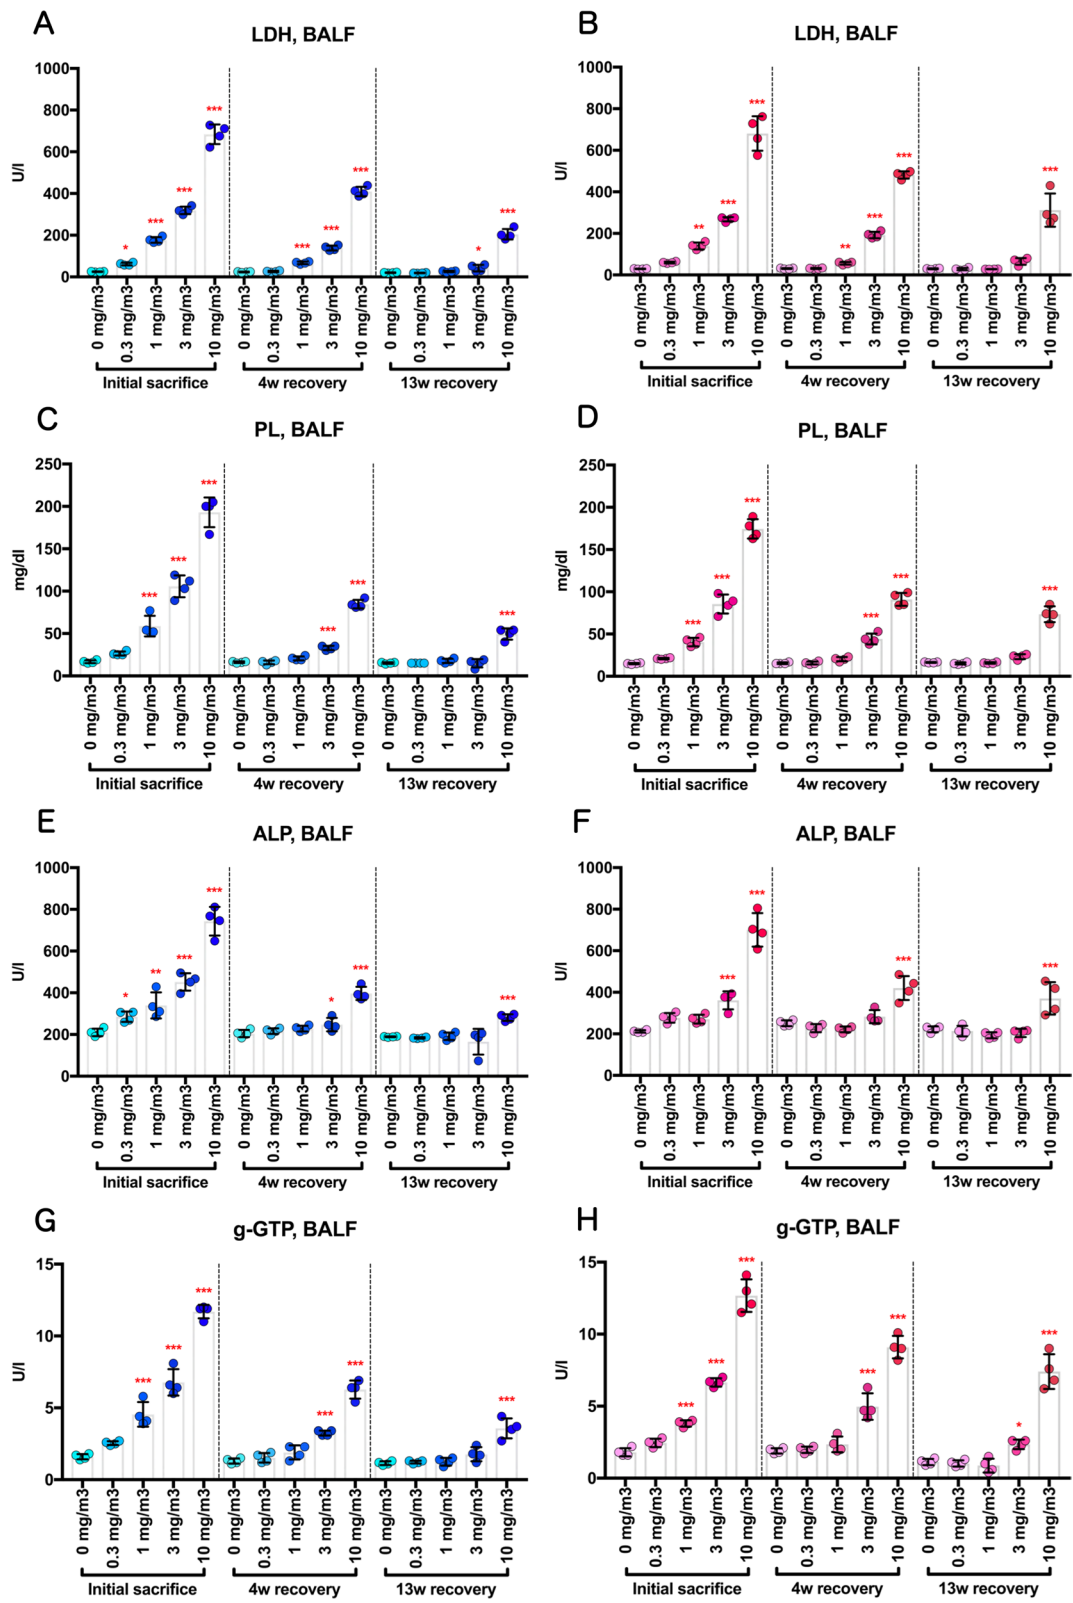 A
LDH, BALF
U/I
1000
800
600
400
200
0
*
***
***
***
***
***
***
*
***
0 mg/m3
0.3 mg/m3
1 mg/m3
3 mg/m3
10 mg/m3
0 mg/m3
0.3 mg/m3
1 mg/m3
3 mg/m3
10 mg/m3
0 mg/m3
0.3 mg/m3
1 mg/m3
3 mg/m3
10 mg/m3
Initial sacrifice
4w recovery
13w recovery
B
LDH, BALF
U/I
1000
800
600
400
200
0
**
***
***
**
***
***
***
0 mg/m3
0.3 mg/m3
1 mg/m3
3 mg/m3
10 mg/m3
0 mg/m3
0.3 mg/m3
1 mg/m3
3 mg/m3
10 mg/m3
0 mg/m3
0.3 mg/m3
1 mg/m3
3 mg/m3
10 mg/m3
Initial sacrifice
4w recovery
13w recovery
C
PL, BALF
mg/dl
250
200
150
100
50
0
***
***
***
***
***
***
0 mg/m3
0.3 mg/m3
1 mg/m3
3 mg/m3
10 mg/m3
0 mg/m3
0.3 mg/m3
1 mg/m3
3 mg/m3
10 mg/m3
0 mg/m3
0.3 mg/m3
1 mg/m3
3 mg/m3
10 mg/m3
Initial sacrifice
4w recovery
13w recovery
D
PL, BALF
mg/dl
250
200
150
100
50
0
***
***
***
***
***
***
0 mg/m3
0.3 mg/m3
1 mg/m3
3 mg/m3
10 mg/m3
0 mg/m3
0.3 mg/m3
1 mg/m3
3 mg/m3
10 mg/m3
0 mg/m3
0.3 mg/m3
1 mg/m3
3 mg/m3
10 mg/m3
Initial sacrifice
4w recovery
13w recovery
E
ALP, BALF
U/I
1000
800
600
400
200
0
*
**
***
***
*
***
***
0 mg/m3
0.3 mg/m3
1 mg/m3
3 mg/m3
10 mg/m3
0 mg/m3
0.3 mg/m3
1 mg/m3
3 mg/m3
10 mg/m3
0 mg/m3
0.3 mg/m3
1 mg/m3
3 mg/m3
10 mg/m3
Initial sacrifice
4w recovery
13w recovery
F
ALP, BALF
U/I
1000
800
600
400
200
0
***
***
***
***
0 mg/m3
0.3 mg/m3
1 mg/m3
3 mg/m3
10 mg/m3
0 mg/m3
0.3 mg/m3
1 mg/m3
3 mg/m3
10 mg/m3
0 mg/m3
0.3 mg/m3
1 mg/m3
3 mg/m3
10 mg/m3
Initial sacrifice
4w recovery
13w recovery
G
g-GTP, BALF
U/I
15
10
5
0
***
***
***
***
***
***
0 mg/m3
0.3 mg/m3
1 mg/m3
3 mg/m3
10 mg/m3
0 mg/m3
0.3 mg/m3
1 mg/m3
3 mg/m3
10 mg/m3
0 mg/m3
0.3 mg/m3
1 mg/m3
3 mg/m3
10 mg/m3
Initial sacrifice
4w recovery
13w recovery
H
g-GTP, BALF
U/I
15
10
5
0
***
***
***
***
***
*
***
0 mg/m3
0.3 mg/m3
1 mg/m3
3 mg/m3
10 mg/m3
0 mg/m3
0.3 mg/m3
1 mg/m3
3 mg/m3
10 mg/m3
0 mg/m3
0.3 mg/m3
1 mg/m3
3 mg/m3
10 mg/m3
Initial sacrifice
4w recovery
13w recovery